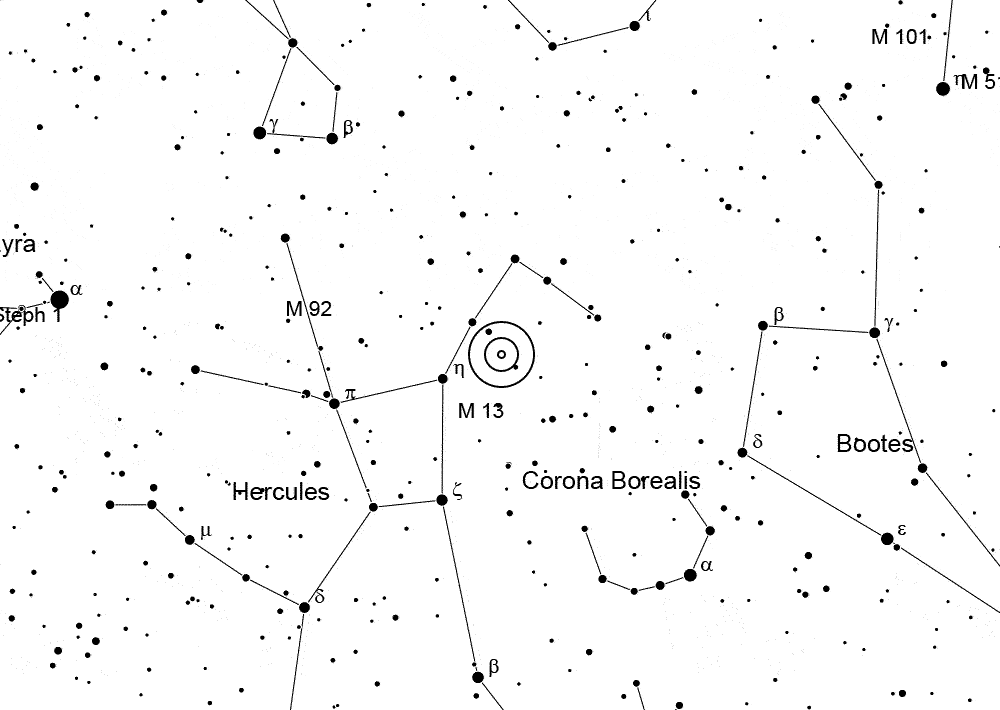 ι
M 101
η M 5
γ
β
yra
α
Steph 1
M 92
β
γ
η
π
M 13
δ
Bootes
Hercules
ζ
Corona Borealis
μ
ε
α
δ
β